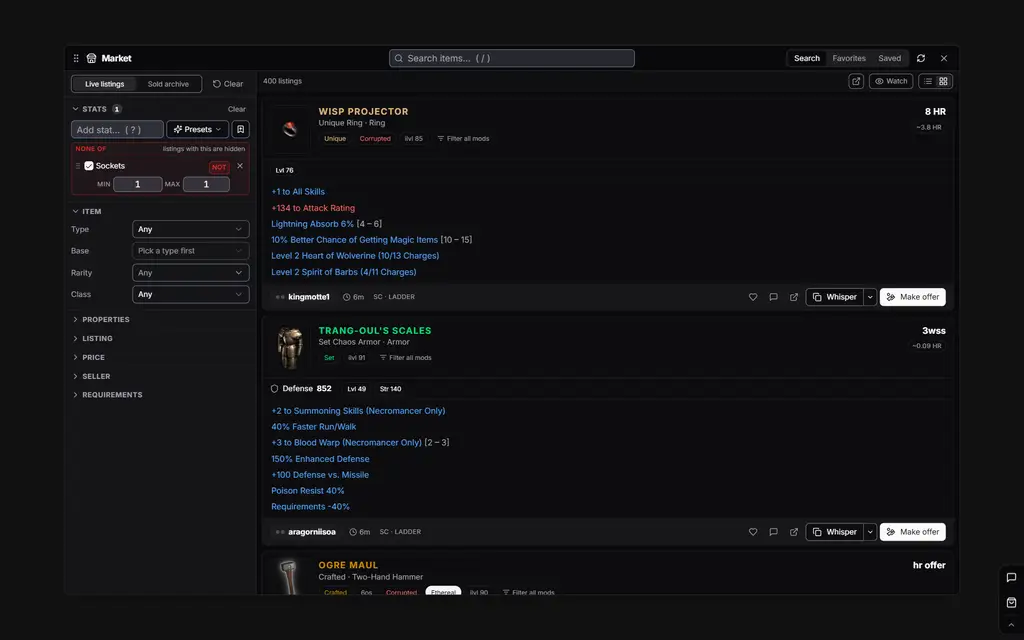 Market
Search items... ( / )
Search
Favorites
Saved
Live listings
Sold archive
Clear
400 listings
Watch
STATS 1
Clear
Add stat... ( ? )
Presets
NONE OF
listings with this are hidden
Sockets
NOT
MIN 1 MAX 1
ITEM
Type Any
Base Pick a type first
Rarity Any
Class Any
PROPERTIES
LISTING
PRICE
SELLER
REQUIREMENTS
WISP PROJECTOR
8 HR
Unique Ring · Ring
~3.8 HR
Unique Corrupted ilvl 85 Filter all mods
Lvl 76
+1 to All Skills
+134 to Attack Rating
Lightning Absorb 6% [4 – 6]
10% Better Chance of Getting Magic Items [10 – 15]
Level 2 Heart of Wolverine (10/13 Charges)
Level 2 Spirit of Barbs (4/11 Charges)
kingmotte1 6m SC · LADDER
Whisper
Make offer
TRANG-OUL'S SCALES
3wss
Set Chaos Armor · Armor
~0.09 HR
Set ilvl 91 Filter all mods
Defense 852 Lvl 49 Str 140
+2 to Summoning Skills (Necromancer Only)
40% Faster Run/Walk
+3 to Blood Warp (Necromancer Only) [2 – 3]
150% Enhanced Defense
+100 Defense vs. Missile
Poison Resist 40%
Requirements -40%
aragorniisoa 6m SC · LADDER
Whisper
Make offer
OGRE MAUL
hr offer
Crafted · Two-Hand Hammer
Crafted 6os Corrupted Ethereal ilvl 90 Filter all mods